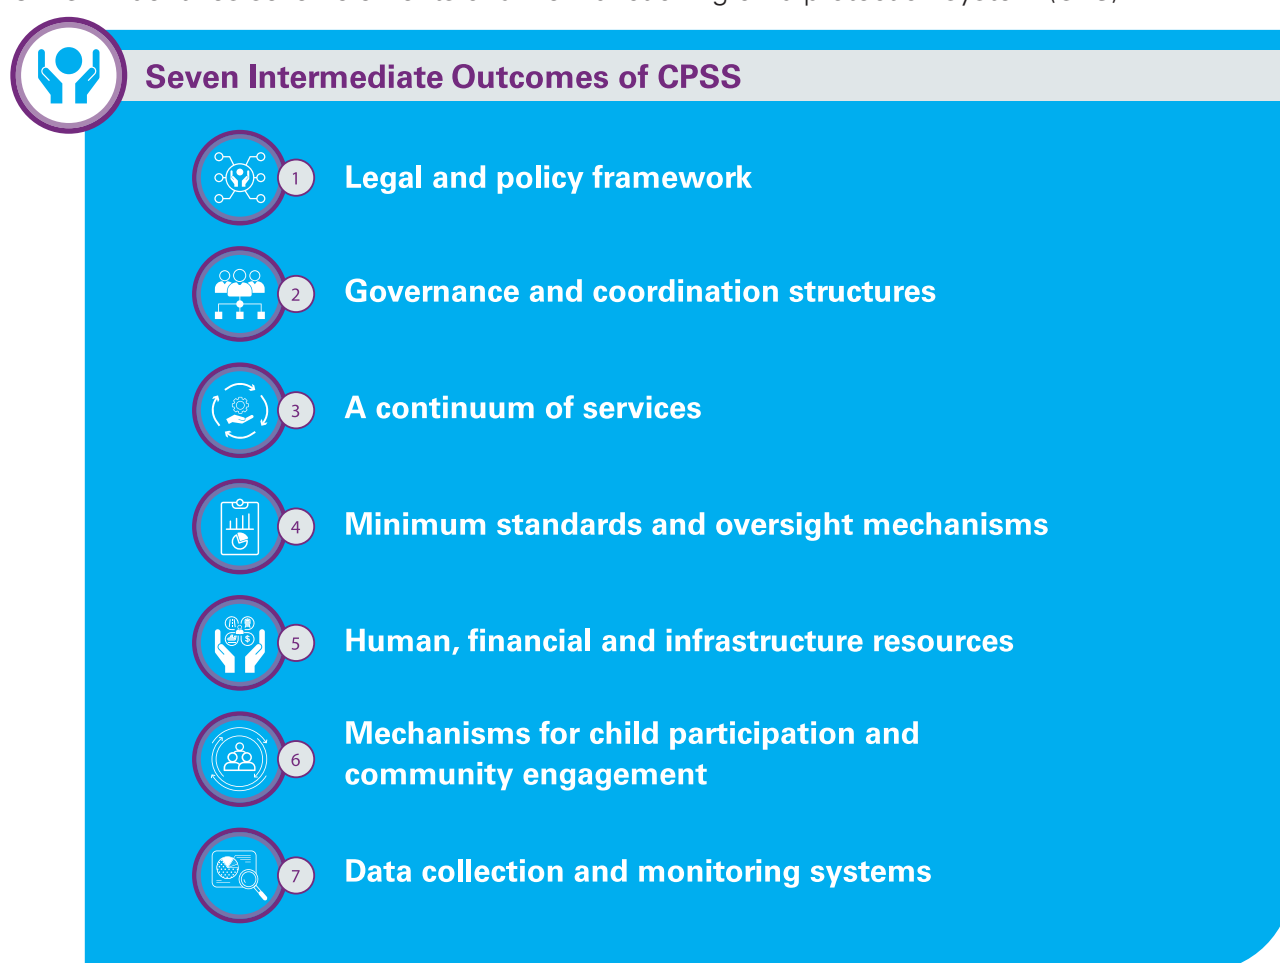 Seven Intermediate Outcomes of CPSS
1
Legal and policy framework
2
Governance and coordination structures
3
A continuum of services
4
Minimum standards and oversight mechanisms
5
Human, financial and infrastructure resources
6
Mechanisms for child participation and
community engagement
7
Data collection and monitoring systems